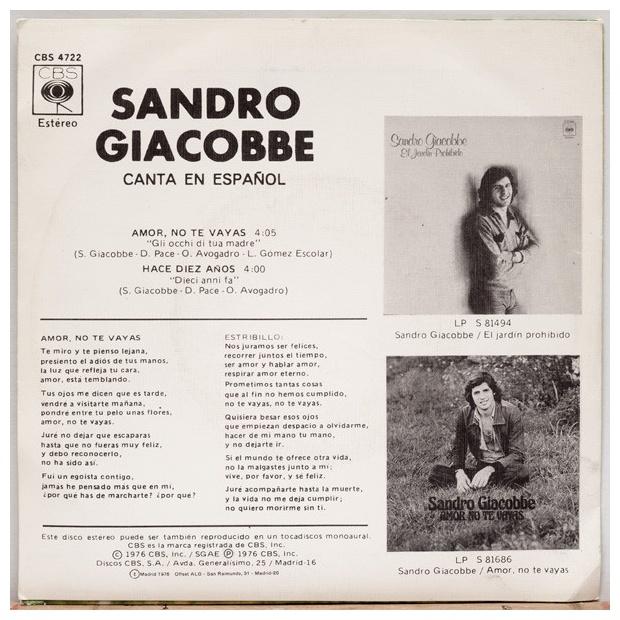 CBS 4722
CBS
Estéreo
SANDRO
GIACOBBE
CANTA EN ESPAÑOL
AMOR, NO TE VAYAS 4:05
"Gli occhi di tua madre"
(S. Giacobbe - D. Pace - O. Avogadro - L. Gómez Escolar)
HACE DIEZ AÑOS 4:00
"Dieci anni fa"
(S. Giacobbe - D. Pace - O. Avogadro)
AMOR, NO TE VAYAS
Te miro y te pienso lejana,
presiento el adiós de tus manos,
la luz que refleja tu cara,
amor, esta temblando.
Tus ojos me dicen que es tarde,
vendré a visitarte mañana,
pondré entre tu pelo unas flores,
amor, no te vayas.
Juré no dejar que escaparas
hasta que no fueras muy feliz,
y debo reconocerlo,
no ha sido así.
Fui un egoista contigo,
jamás he pensado más que en mi,
¿por qué has de marcharte? ¿por qué?
ESTRIBILLO:
Nos juramos ser felices,
recorrer juntos el tiempo,
ser amor y hablar amor,
respirar amor eterno.
Prometimos tantas cosas
que al fin no hemos cumplido,
no te vayas, no te vayas.
Quisiera besar esos ojos
que empiezan despacio a olvidarme,
hacer de mi mano tu mano,
y no dejarte ir.
Si el mundo te ofrece otra vida,
no la malgastes junto a mi;
vive, por favor, y sé feliz.
Juré acompañarte hasta la muerte,
y la vida no me deja cumplir;
no quiero morirme sin ti.
Sandro Giacobbe
El Jardín Prohibido
LP S 81494
Sandro Giacobbe / El jardín prohibido
Sandro Giacobbe
AMOR NO TE VAYAS
LP S 81686
Sandro Giacobbe / Amor, no te vayas
Este disco estéreo puede ser también reproducido en un tocadiscos monoaural.
CBS es la marca registrada de CBS, Inc.
© 1976 CBS, Inc. / SGAE ℗ 1976 CBS, Inc.
Discos CBS, S.A. / Avda. Generalísimo, 25 / Madrid-16
Madrid 1976 Offset ALG - San Raimundo, 31 - Madrid-20